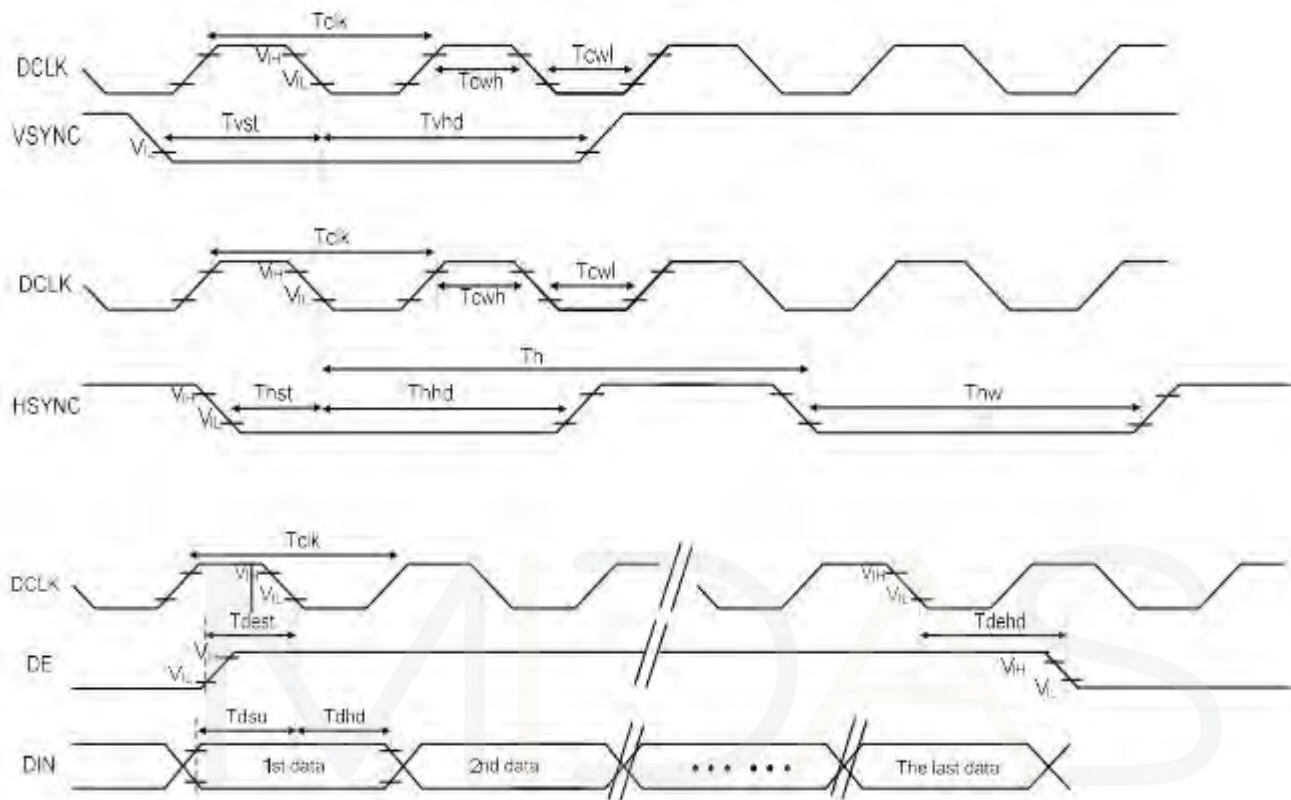 Tclk
DCLK VIH VIL Tcwh Tcwl
VSYNC VIL Tvst Tvhd
Tclk
DCLK VIH VIL Tcwh Tcwl
Th
HSYNC VIH VIL Thst Thhd Thw
Tclk
DCLK VIH VIL VIH VIL
Tdest Tdehd
DE V VIL VIH VIL
Tdsu Tdhd
DIN 1st data 2nd data ••• ••• The last data
MIDAS